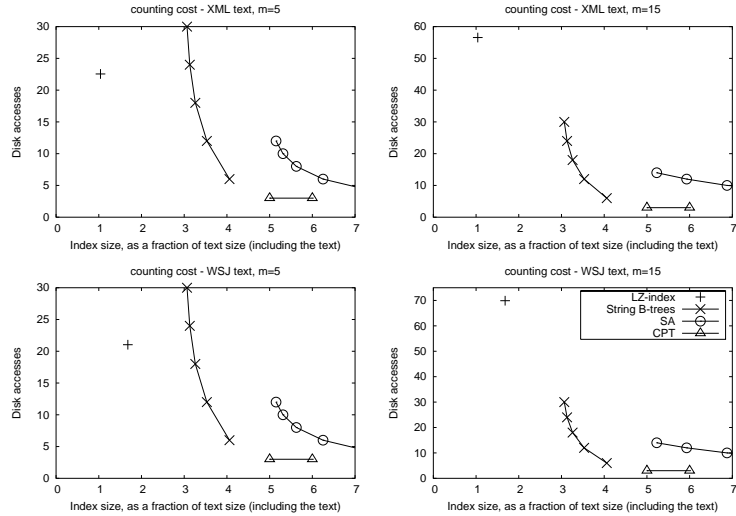 counting cost - XML text, m=5
30
25
20
15
10
5
0
Disk accesses
0 1 2 3 4 5 6 7
Index size, as a fraction of text size (including the text)
counting cost - XML text, m=15
60
50
40
30
20
10
0
Disk accesses
0 1 2 3 4 5 6 7
Index size, as a fraction of text size (including the text)
counting cost - WSJ text, m=5
30
25
20
15
10
5
0
Disk accesses
0 1 2 3 4 5 6 7
Index size, as a fraction of text size (including the text)
counting cost - WSJ text, m=15
70
60
50
40
30
20
10
0
Disk accesses
LZ-index
String B-trees
SA
CPT
0 1 2 3 4 5 6 7
Index size, as a fraction of text size (including the text)